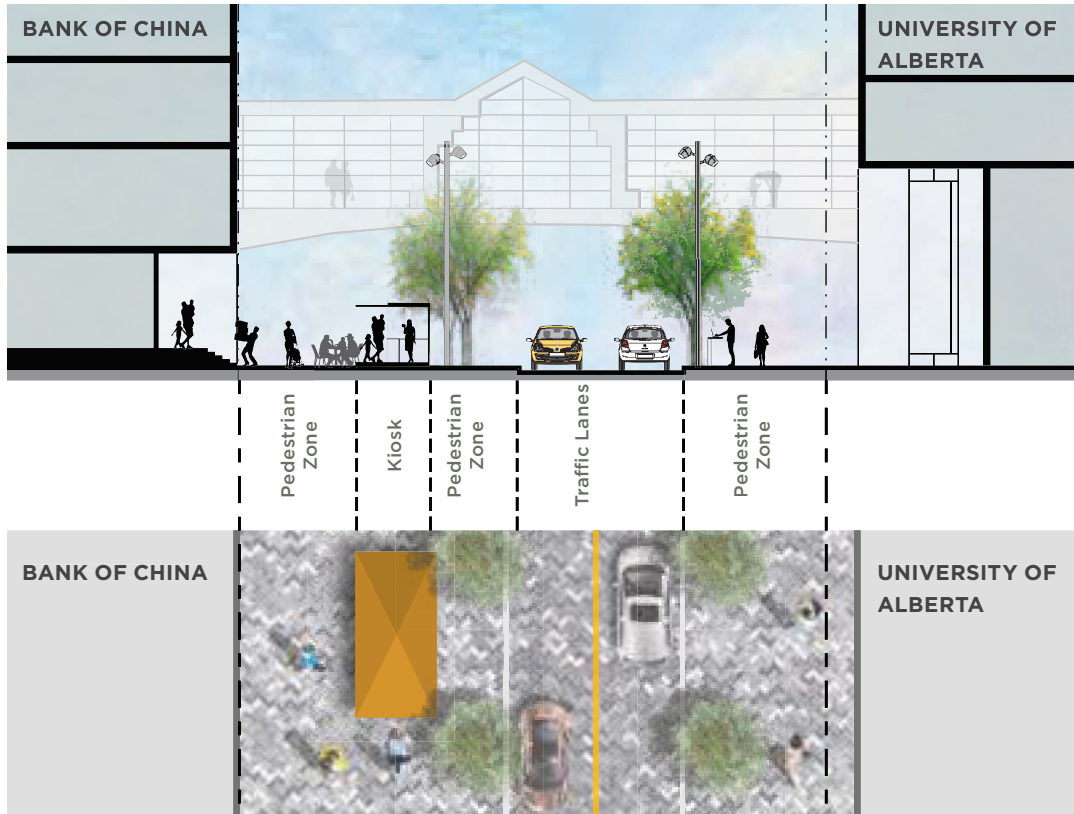 BANK OF CHINA
UNIVERSITY OF
ALBERTA
Pedestrian
Zone
Kiosk
Pedestrian
Zone
Traffic Lanes
Pedestrian
Zone
BANK OF CHINA
UNIVERSITY OF
ALBERTA